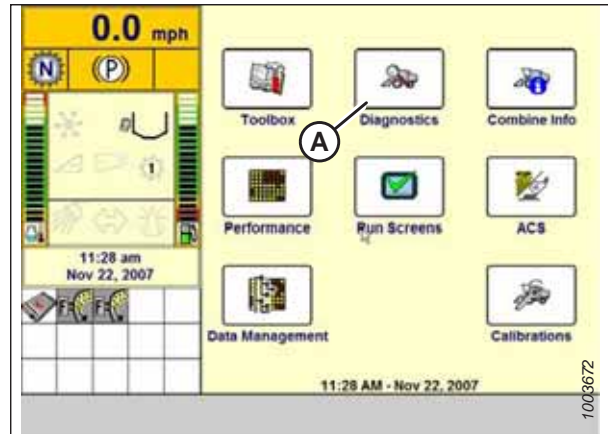 0.0 mph
N
(P)
1
11:28 am
Nov 22, 2007
Toolbox
Diagnostics
Combine Info
A
Performance
Run Screens
ACS
Data Management
Calibrations
11:28 AM - Nov 22, 2007
1003672